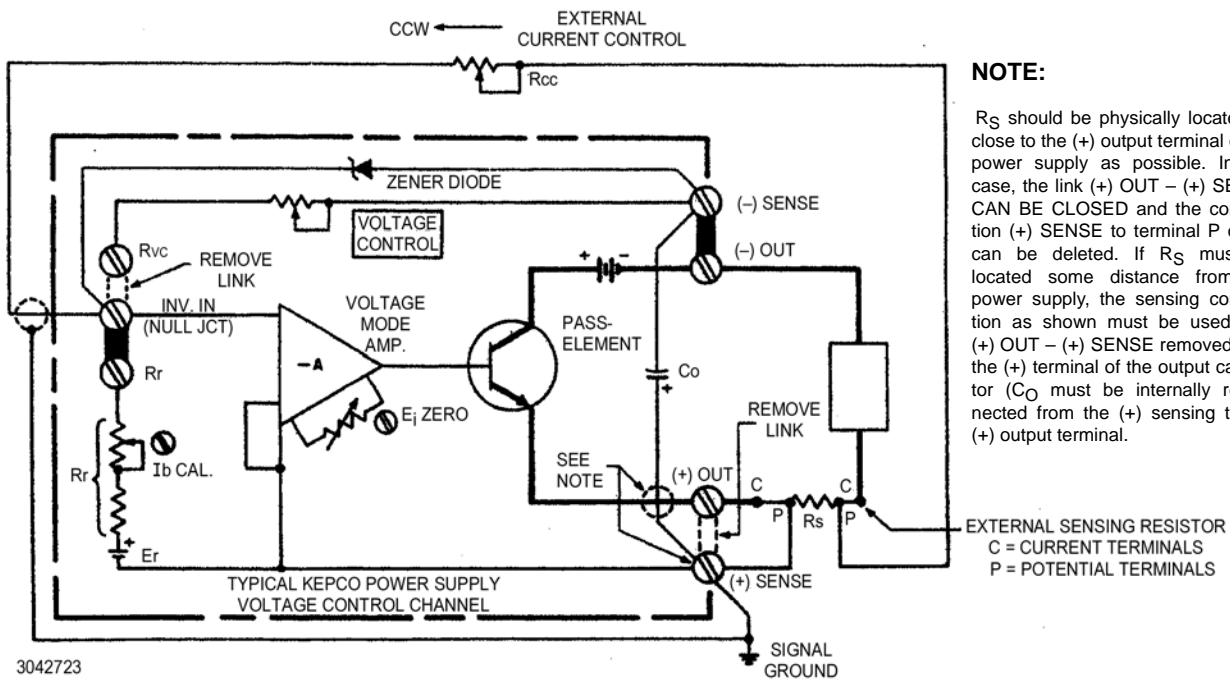 EXTERNAL
CURRENT CONTROL
CCW
Rcc
ZENER DIODE
(–) SENSE
VOLTAGE
CONTROL
RVC
REMOVE
LINK
(–) OUT
INV. IN
(NULL JCT)
VOLTAGE
MODE
AMP.
PASS-
ELEMENT
+
–
–A
Co
+
Rr
Ei ZERO
REMOVE
LINK
Ib CAL.
Rr
SEE
NOTE
(+) OUT
C
C
P
Rs
P
+
Er
(+) SENSE
EXTERNAL SENSING RESISTOR
C = CURRENT TERMINALS
P = POTENTIAL TERMINALS
TYPICAL KEPCO POWER SUPPLY
VOLTAGE CONTROL CHANNEL
SIGNAL
GROUND
3042723
NOTE:
RS should be physically locate
close to the (+) output terminal
power supply as possible. In
case, the link (+) OUT – (+) SE
CAN BE CLOSED and the co
tion (+) SENSE to terminal P
can be deleted. If RS mus
located some distance from
power supply, the sensing co
tion as shown must be used
(+) OUT – (+) SENSE removed
the (+) terminal of the output ca
tor (CO must be internally r
nected from the (+) sensing t
(+) output terminal.